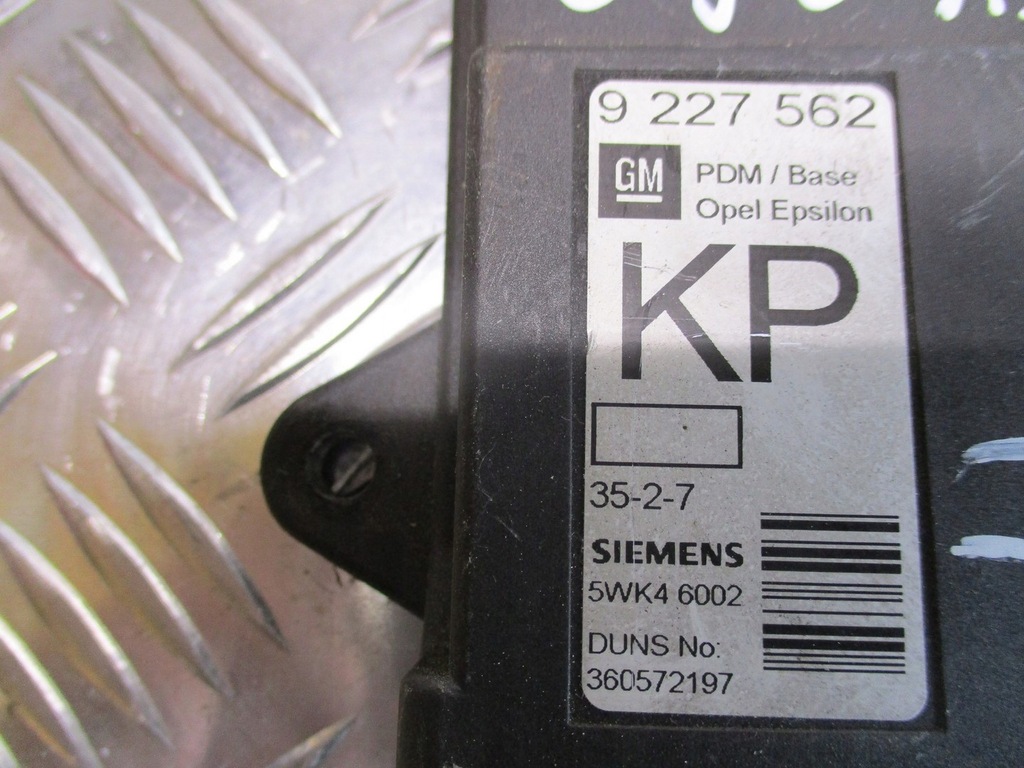 9 227 562
GM
PDM / Base
Opel Epsilon
KP
35-2-7
SIEMENS
5WK4 6002
DUNS No:
360572197